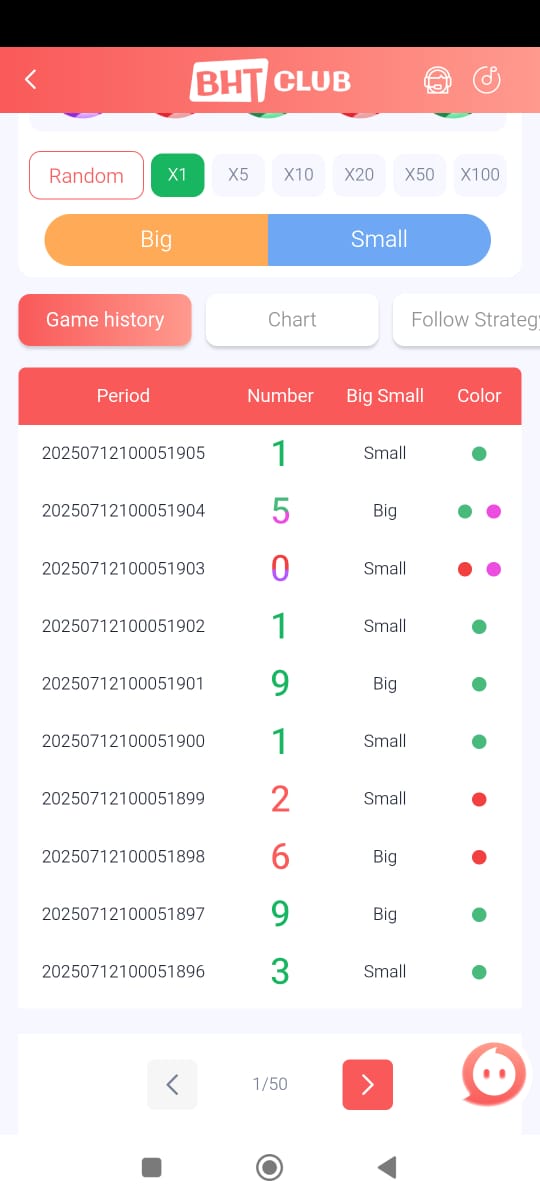 BHT CLUB
Random X1 X5 X10 X20 X50 X100
Big Small
Game history Chart Follow Strategy
Period Number Big Small Color
20250712100051905 1 Small
20250712100051904 5 Big
20250712100051903 0 Small
20250712100051902 1 Small
20250712100051901 9 Big
20250712100051900 1 Small
20250712100051899 2 Small
20250712100051898 6 Big
20250712100051897 9 Big
20250712100051896 3 Small
1/50